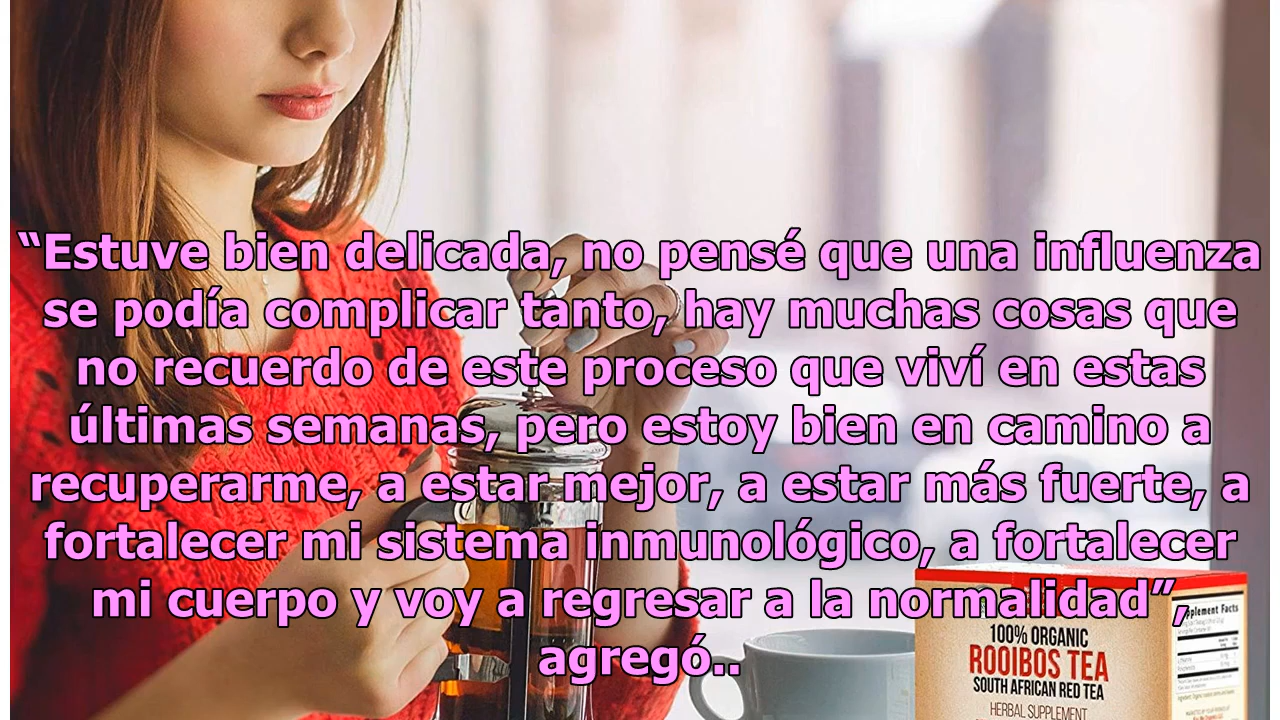 “Estuve bien delicada, no pensé que una influenza
se podía complicar tanto, hay muchas cosas que
no recuerdo de este proceso que viví en estas
últimas semanas, pero estoy bien en camino a
recuperarme, a estar mejor, a estar más fuerte, a
fortalecer mi sistema inmunológico, a fortalecer
mi cuerpo y voy a regresar a la normalidad”,
agregó..
100% ORGANIC
ROOIBOS TEA
SOUTH AFRICAN RED TEA
HERBAL SUPPLEMENT
Facts